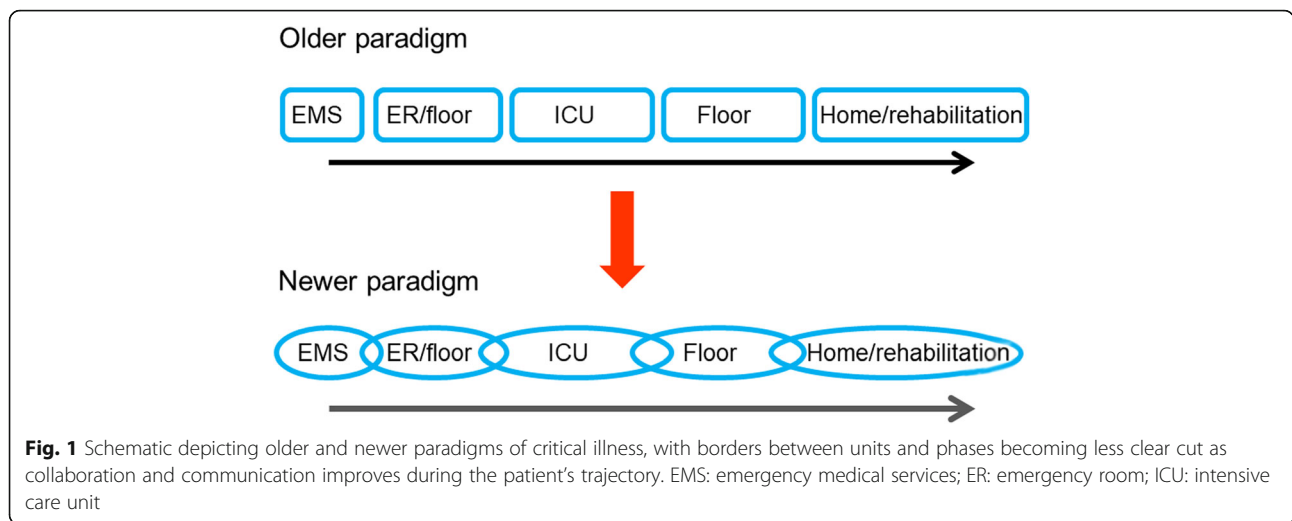 Older paradigm
EMS ER/floor ICU Floor Home/rehabilitation
Newer paradigm
EMS ER/floor ICU Floor Home/rehabilitation
Fig. 1 Schematic depicting older and newer paradigms of critical illness, with borders between units and phases becoming less clear cut as
collaboration and communication improves during the patient's trajectory. EMS: emergency medical services; ER: emergency room; ICU: intensive
care unit